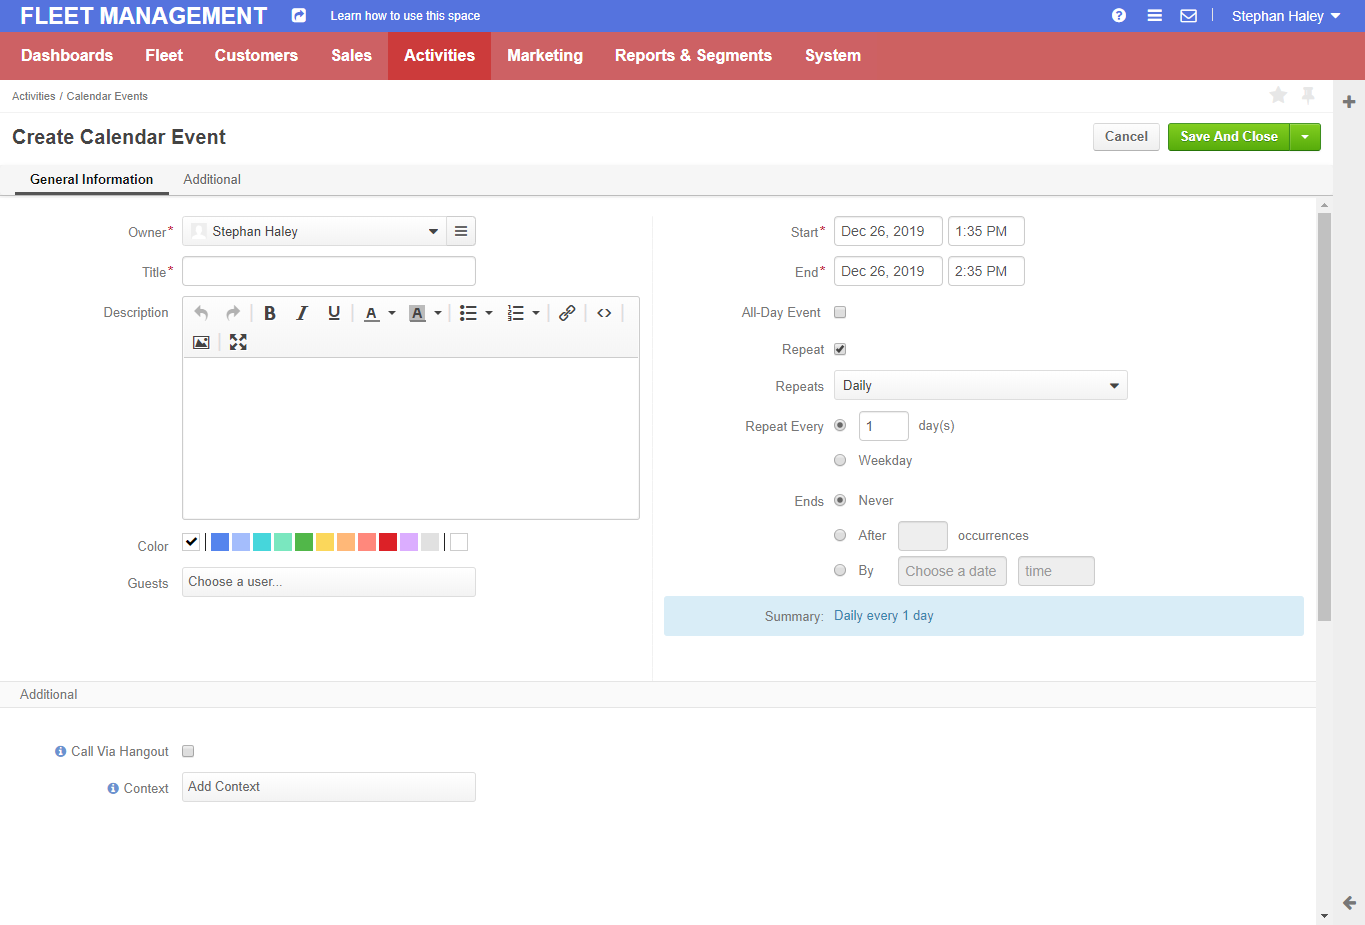 FLEET MANAGEMENT Learn how to use this space Stephan Haley
Dashboards Fleet Customers Sales Activities Marketing Reports & Segments System
Activities / Calendar Events
Create Calendar Event Cancel Save And Close
General Information Additional
Owner* Stephan Haley
Title*
Description B I U A A
Color
Guests Choose a user...
Start* Dec 26, 2019 1:35 PM
End* Dec 26, 2019 2:35 PM
All-Day Event
Repeat
Repeats Daily
Repeat Every 1 day(s)
Weekday
Ends Never
After occurrences
By Choose a date time
Summary: Daily every 1 day
Additional
Call Via Hangout
Context Add Context